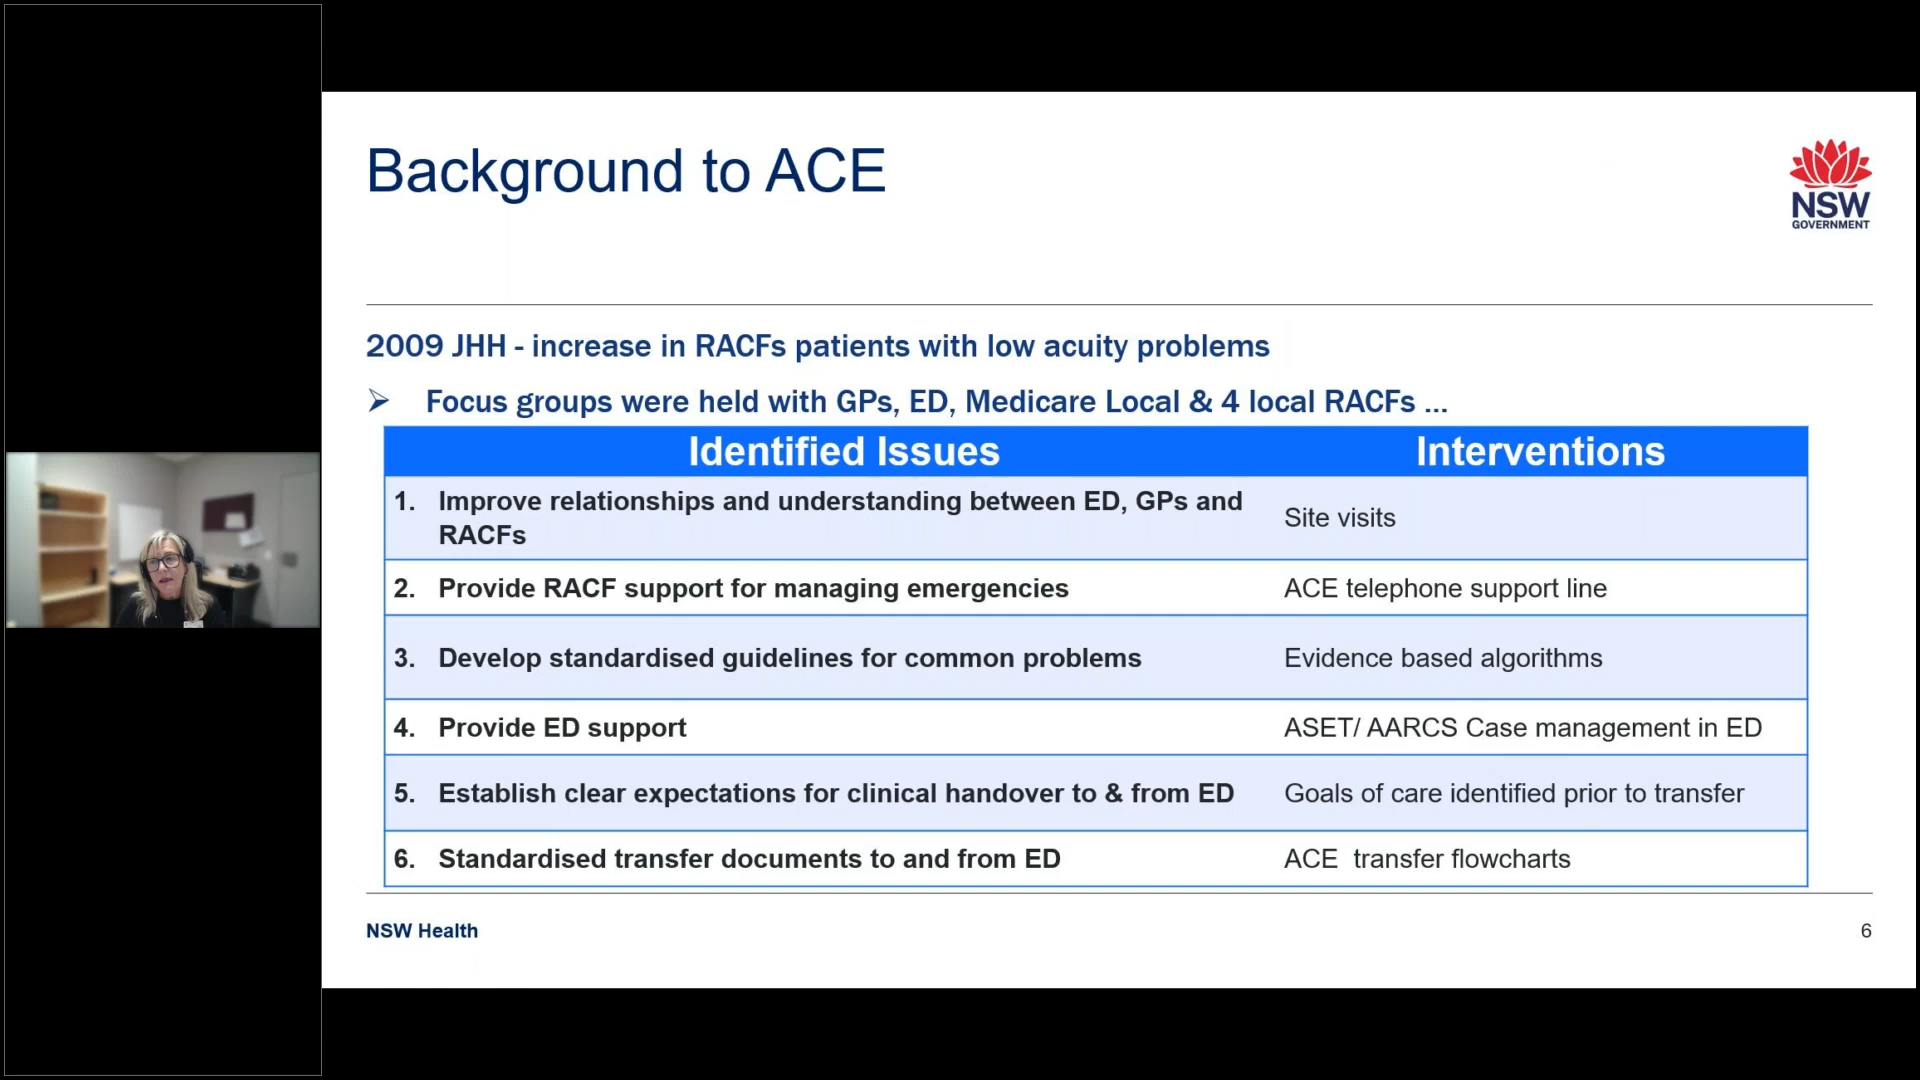 Background to ACE
NSW
GOVERNMENT
2009 JHH - increase in RACFs patients with low acuity problems
➢ Focus groups were held with GPs, ED, Medicare Local & 4 local RACFs ...
Identified Issues Interventions
1. Improve relationships and understanding between ED, GPs and
RACFs
Site visits
2. Provide RACF support for managing emergencies ACE telephone support line
3. Develop standardised guidelines for common problems Evidence based algorithms
4. Provide ED support ASET/ AARCS Case management in ED
5. Establish clear expectations for clinical handover to & from ED Goals of care identified prior to transfer
6. Standardised transfer documents to and from ED ACE  transfer flowcharts
NSW Health 6